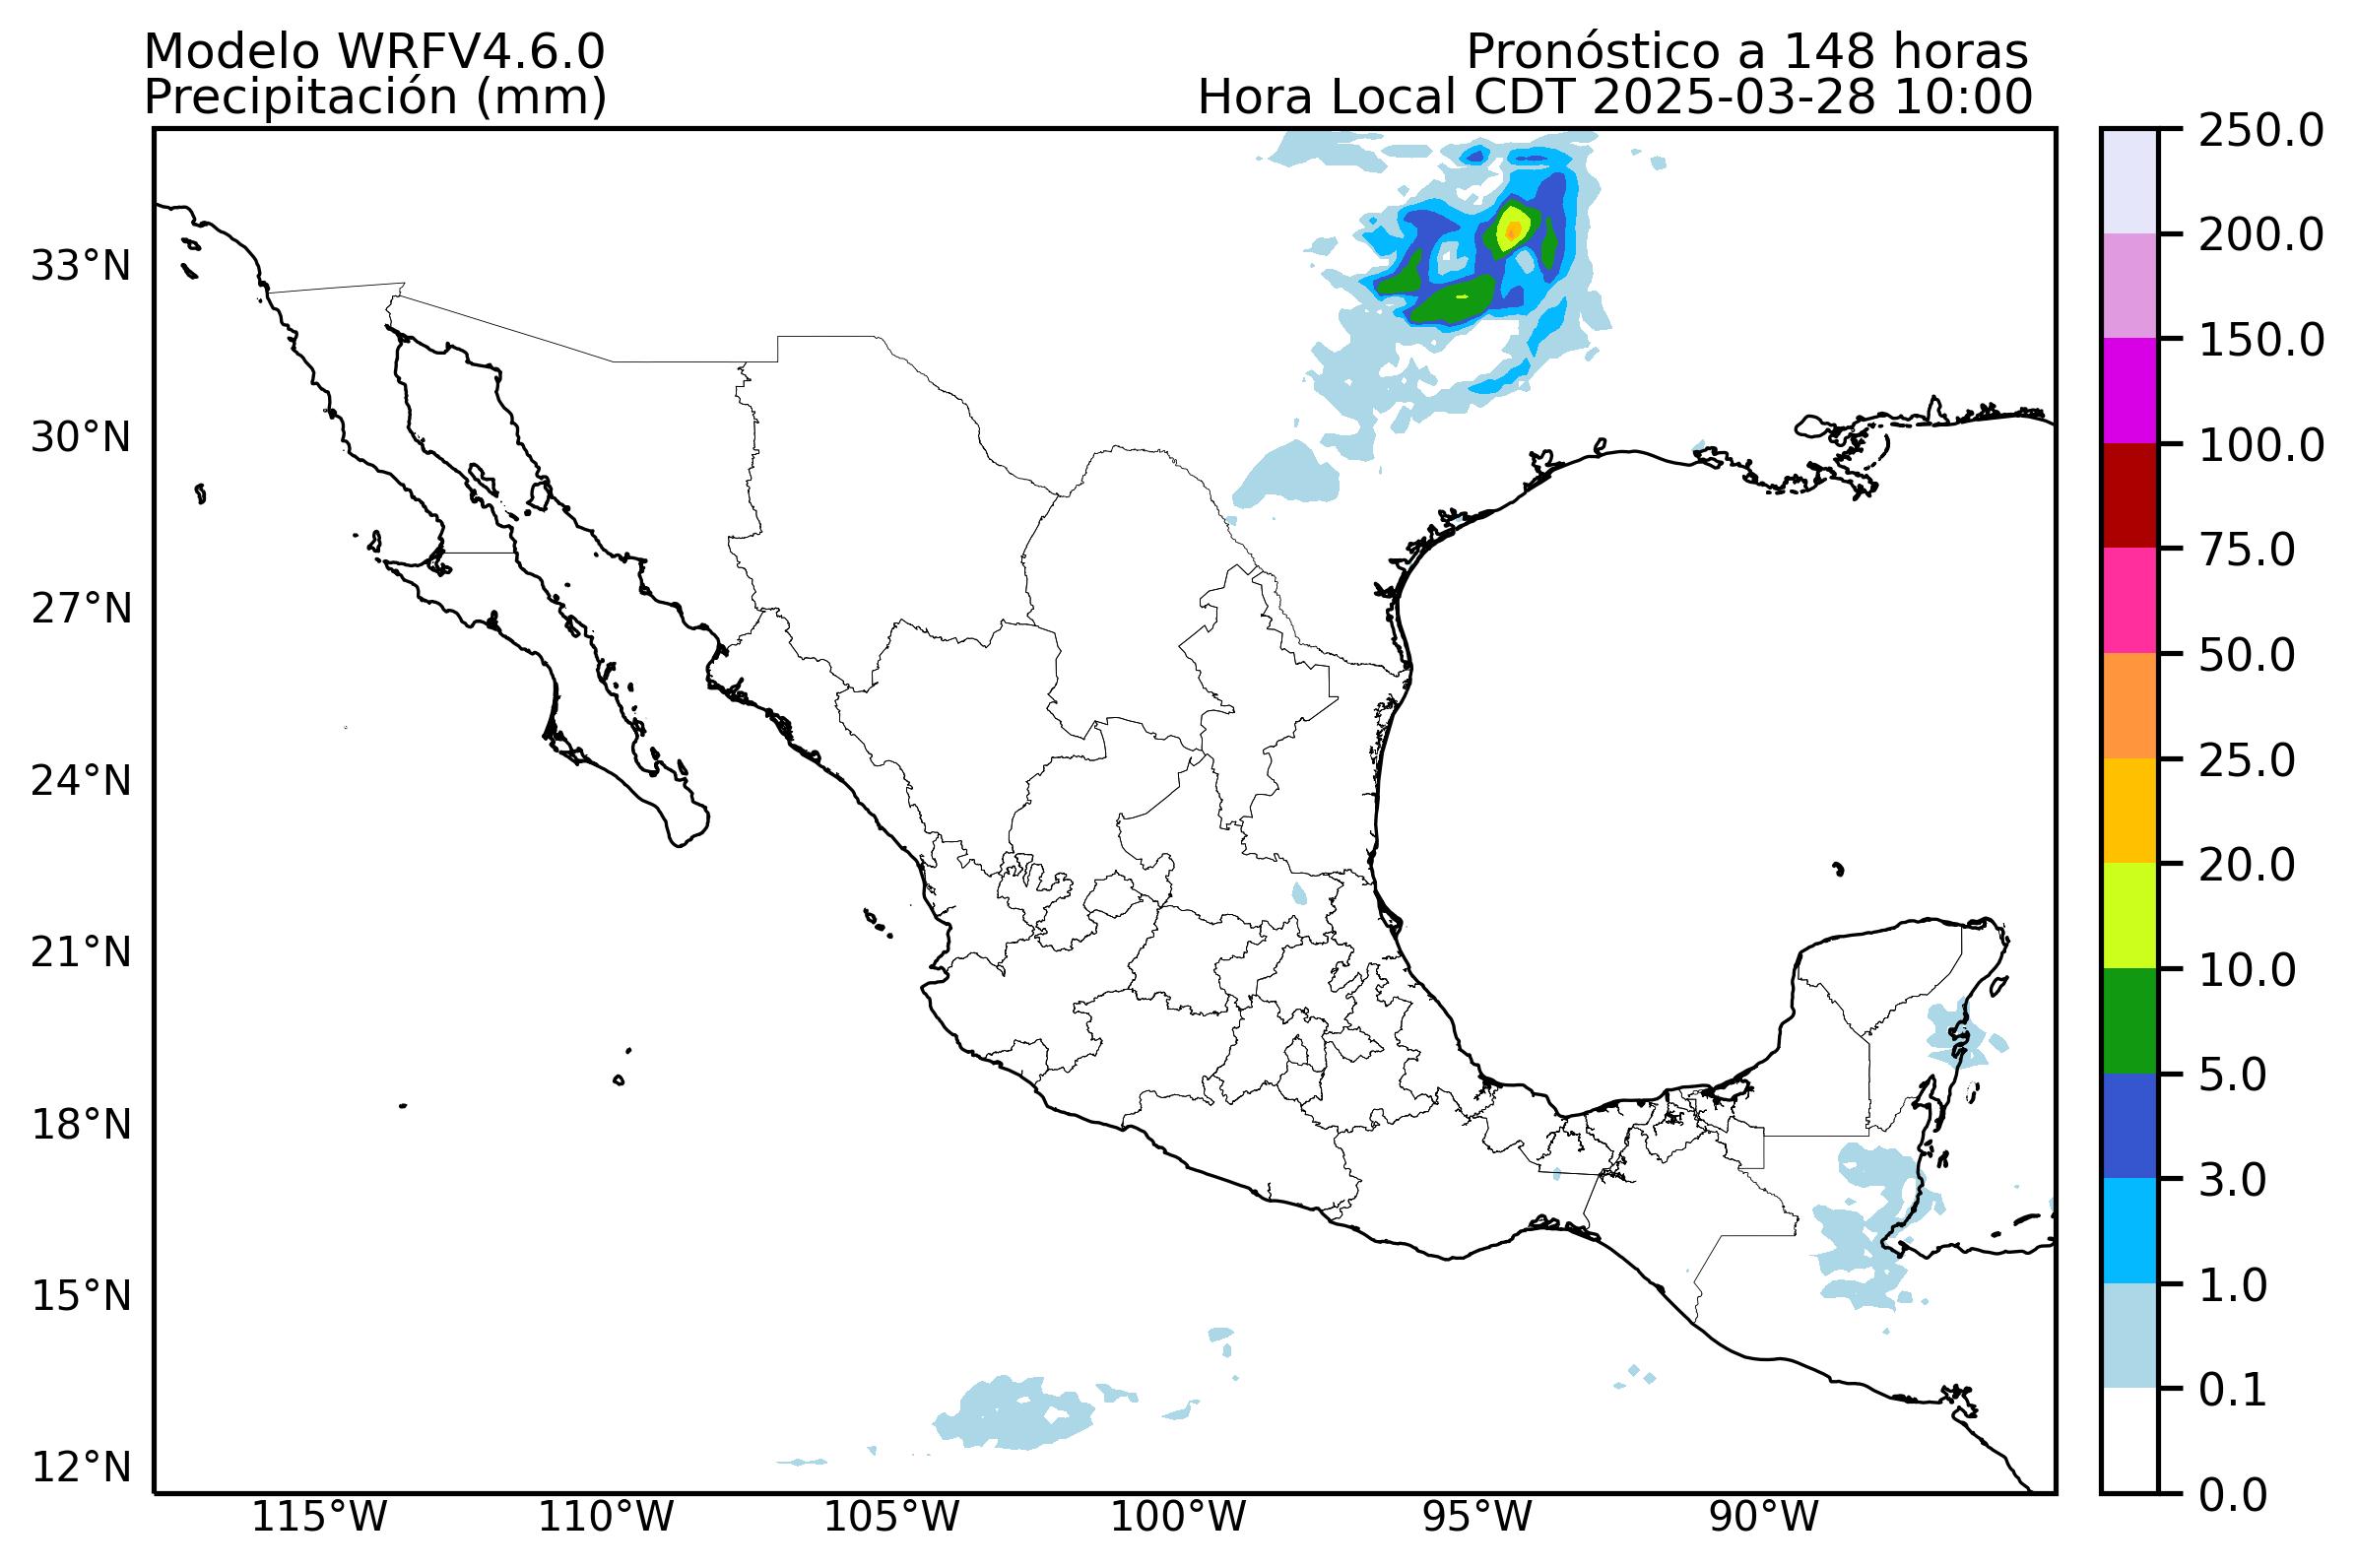 Modelo WRFV4.6.0
Pronóstico a 148 horas
Precipitación (mm)
Hora Local CDT 2025-03-28 10:00
33°N
30°N
27°N
24°N
21°N
18°N
15°N
12°N
115°W
110°W
105°W
100°W
95°W
90°W
250.0
200.0
150.0
100.0
75.0
50.0
25.0
20.0
10.0
5.0
3.0
1.0
0.1
0.0